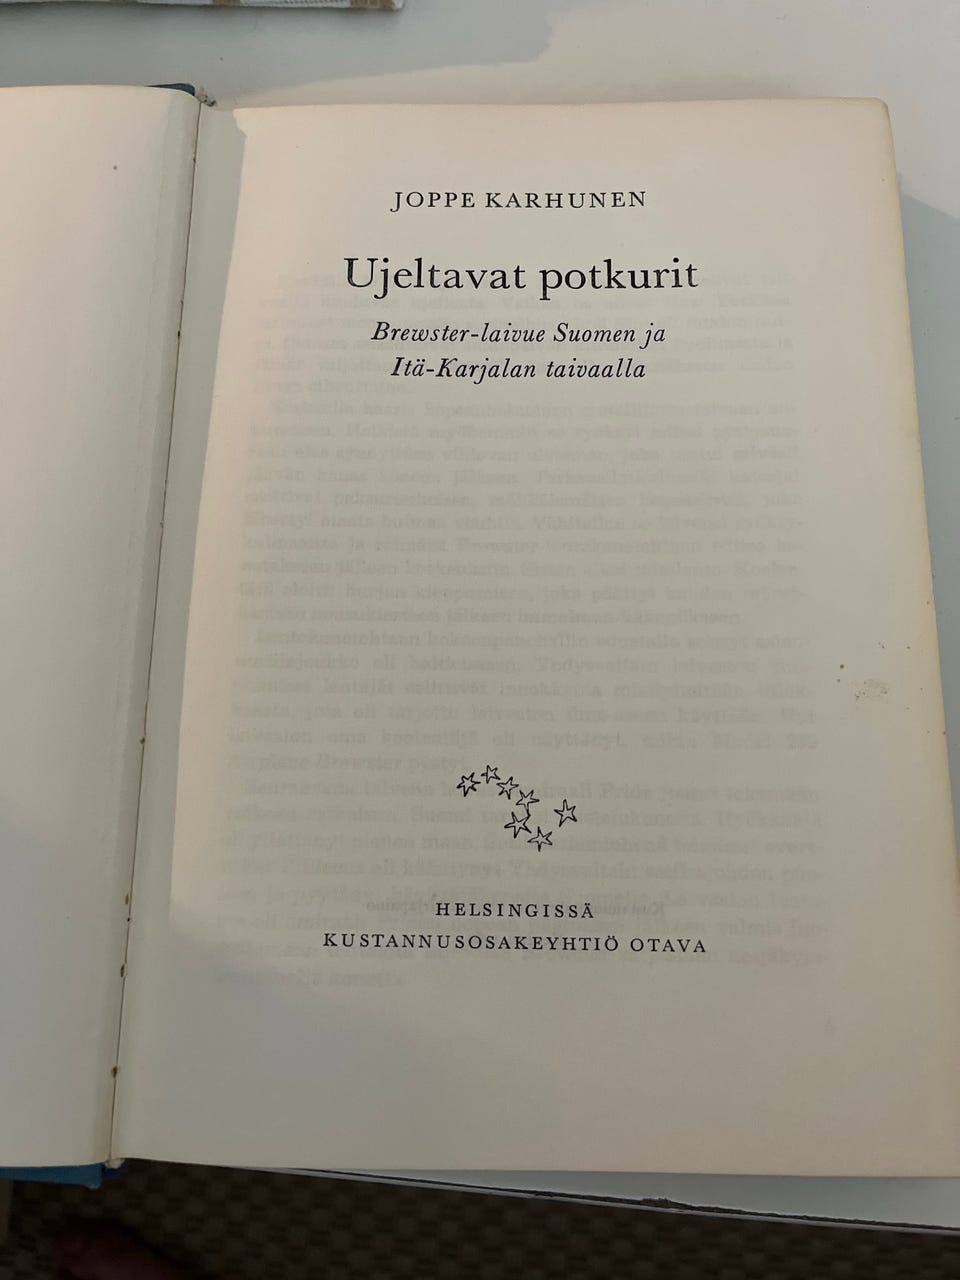 JOPPE KARHUNEN
Ujeltavat potkurit
Brewster-laivue Suomen ja
Itä-Karjalan taivaalla
HELSINGISSÄ
KUSTANNUSOSAKEYHTIÖ OTAVA